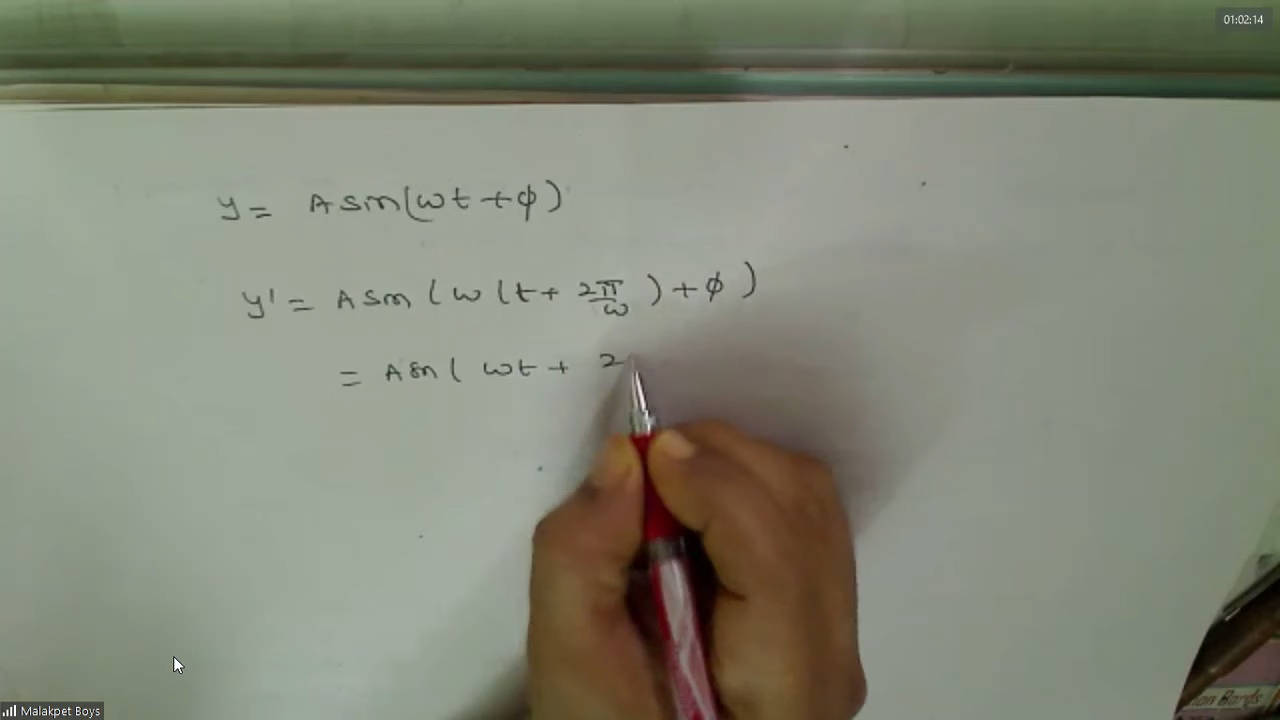 01:02:14
y = A sin(ωt + φ)
y' = A sin(ω(t + 2π/ω) + φ)
= A sin( ωt + 2
Malakpet Boys